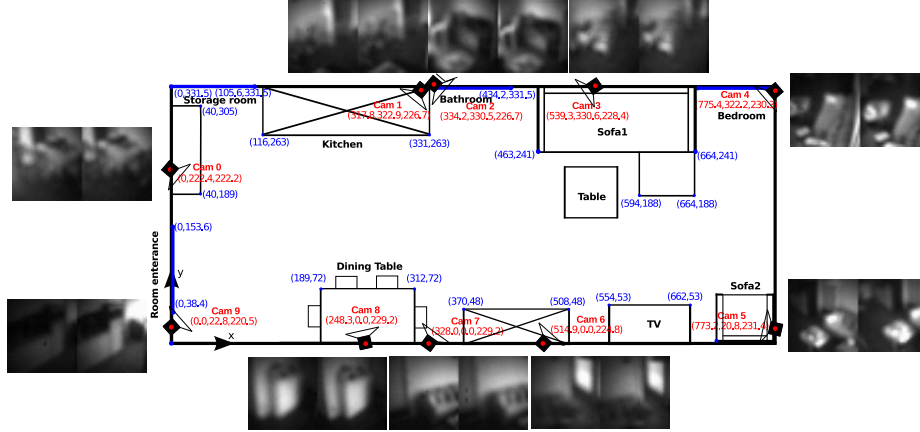 (0,331.5)
(105.6,331.5)
Storage room
(40,305)
Cam 1
(317.8,322.9,226.7)
(434.2,331.5)
Bathroom
Cam 2
(334.2,330.5,226.7)
Cam 3
(539.3,330.6,228.4)
Sofa1
Cam 4
(775.4,322.2,230.3)
Bedroom
(116,263)
Kitchen
(331,263)
(463,241)
(664,241)
Cam 0
(0,222.4,222.2)
(40,189)
Table
(594,188)
(664,188)
(0,153.6)
Room enterance
y
Dining Table
(189,72)
(312,72)
(0,38.4)
Cam 9
(0.0,22.8,220.5)
x
Cam 8
(248.3,0.0,229.2)
(370,48)
(508,48)
Cam 7
(328.0,0.0,229.2)
Cam 6
(514.9,0.0,224.8)
(554,53)
(662,53)
TV
Sofa2
Cam 5
(773.2,20.8,231.4)